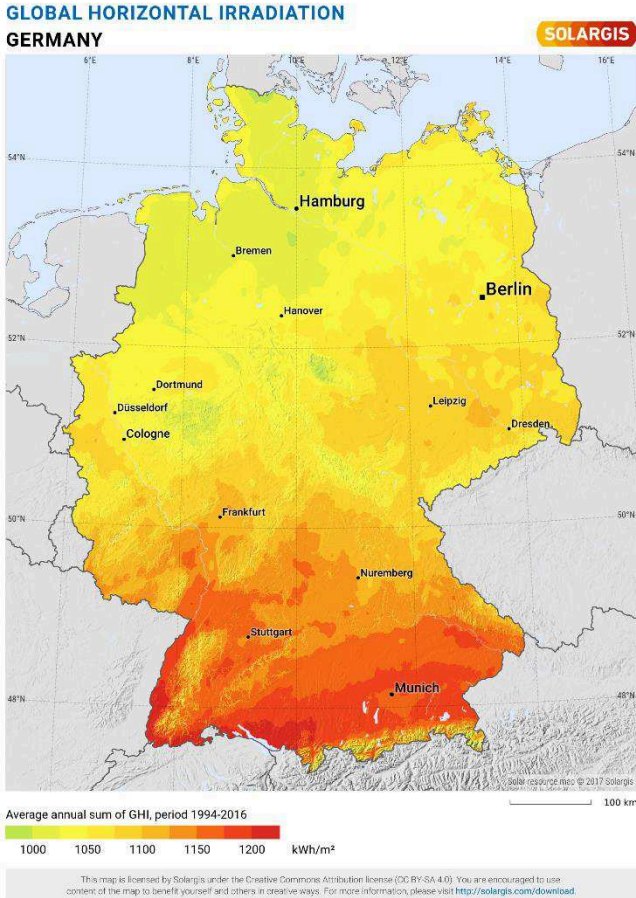 GLOBAL HORIZONTAL IRRADIATION
GERMANY
SOLARGIS
6°E 8°E 10°E 12°E 14°E 16°E
54°N 54°N
Hamburg
Bremen
Berlin
Hanover
52°N 52°N
Dortmund
Düsseldorf Leipzig
Cologne Dresden
Frankfurt
50°N 50°N
Nuremberg
Stuttgart
Munich
48°N 48°N
Solar resource map © 2017 Solargis
100 km
Average annual sum of GHI, period 1994-2016
1000 1050 1100 1150 1200 kWh/m²
This map is licensed by Solargis under the Creative Commons Attribution license (CC BY-SA 4.0). You are encouraged to use
content of the map to benefit yourself and others in creative ways. For more information, please visit http://solargis.com/download.